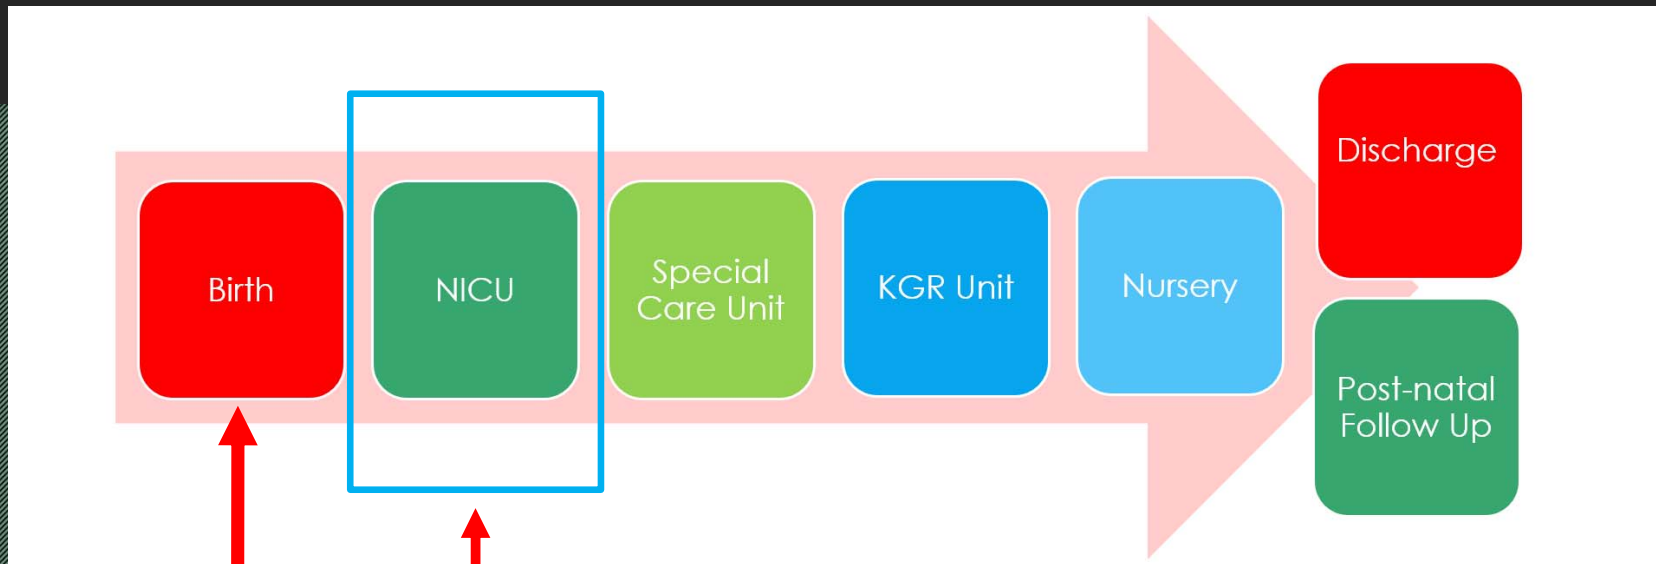 Birth
NICU
Special
Care Unit
KGR Unit
Nursery
Discharge
Post-natal
Follow Up